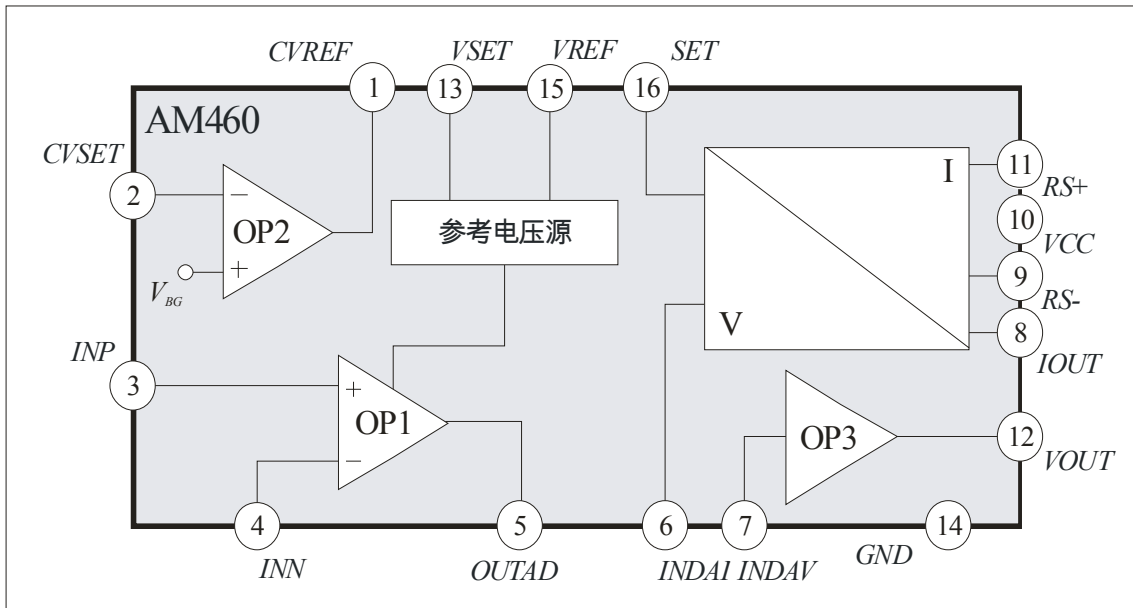 CVREF VSET VREF SET
1 13 15 16
AM460
CVSET
2
−
OP2
+
V_BG
参考电压源
I
V
11
RS+
10
VCC
9
RS-
8
IOUT
INP
3
+
OP1
−
OP3
12
VOUT
4 5 6 7 14
INN OUTAD INDAI INDAV GND